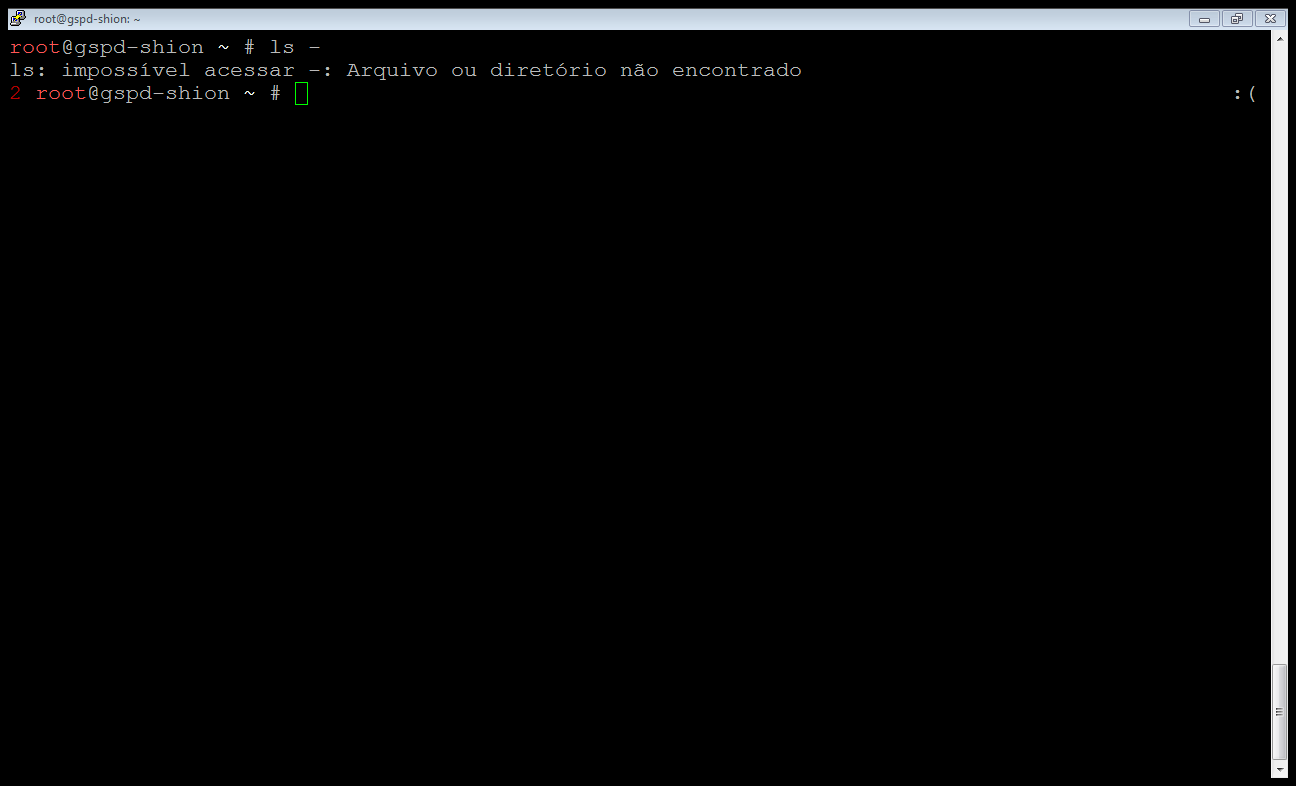 root@gspd-shion: ~
root@gspd-shion ~ # ls -
ls: impossível acessar -: Arquivo ou diretório não encontrado
2 root@gspd-shion ~ # :(